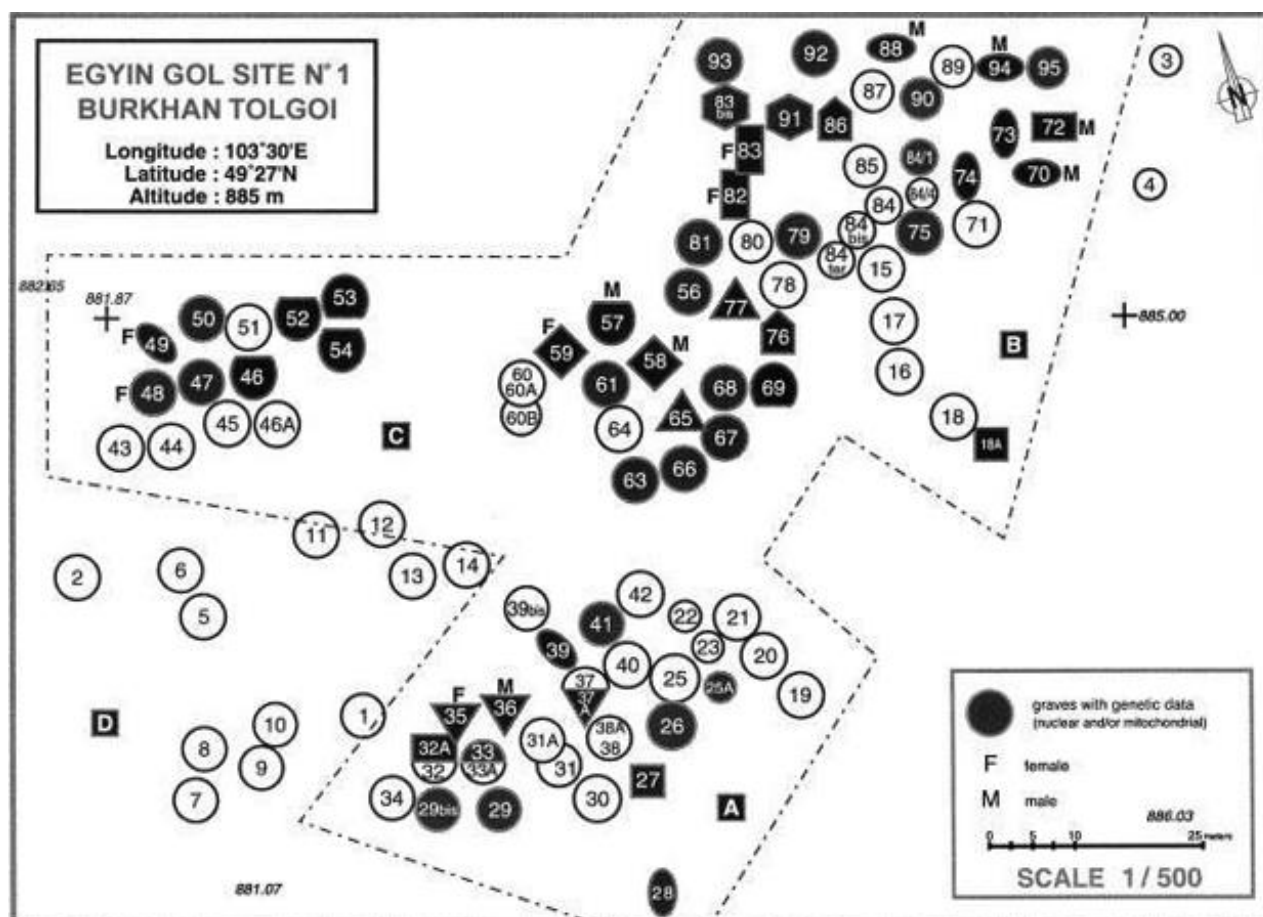 EGYIN GOL SITE N° 1
BURKHAN TOLGOI
Longitude : 103°30'E
Latitude : 49°27'N
Altitude : 885 m
93
92
88
M
89
94
M
95
3
83
bis
91
86
87
90
N
F
83
85
84/1
73
72
M
F
82
84
84/4
74
70
M
4
81
80
79
84
bis
75
71
84
ter
15
882.65
881.87
56
77
78
53
50
51
52
M
57
76
17
885.00
F
49
54
F
59
58
M
B
F
48
47
46
60
60A
61
68
69
16
45
46A
60B
65
18
43
44
C
64
67
18A
63
66
11
12
14
13
2
6
5
39bis
41
42
22
21
23
20
39
40
25
25A
19
37
37
A
1
F
35
M
36
38A
38
26
D
10
8
9
7
32A
32
33
33A
31A
31
27
34
29bis
29
30
A
28
881.07
graves with genetic data
(nuclear and/or mitochondrial)
F female
M male
886.03
0 5 10 25 meters
SCALE 1 / 500